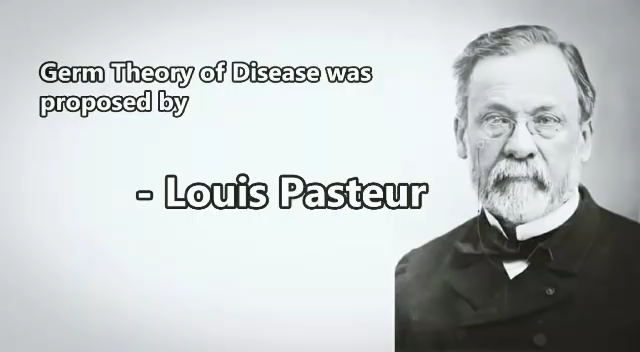 Germ Theory of Disease was
proposed by
- Louis Pasteur